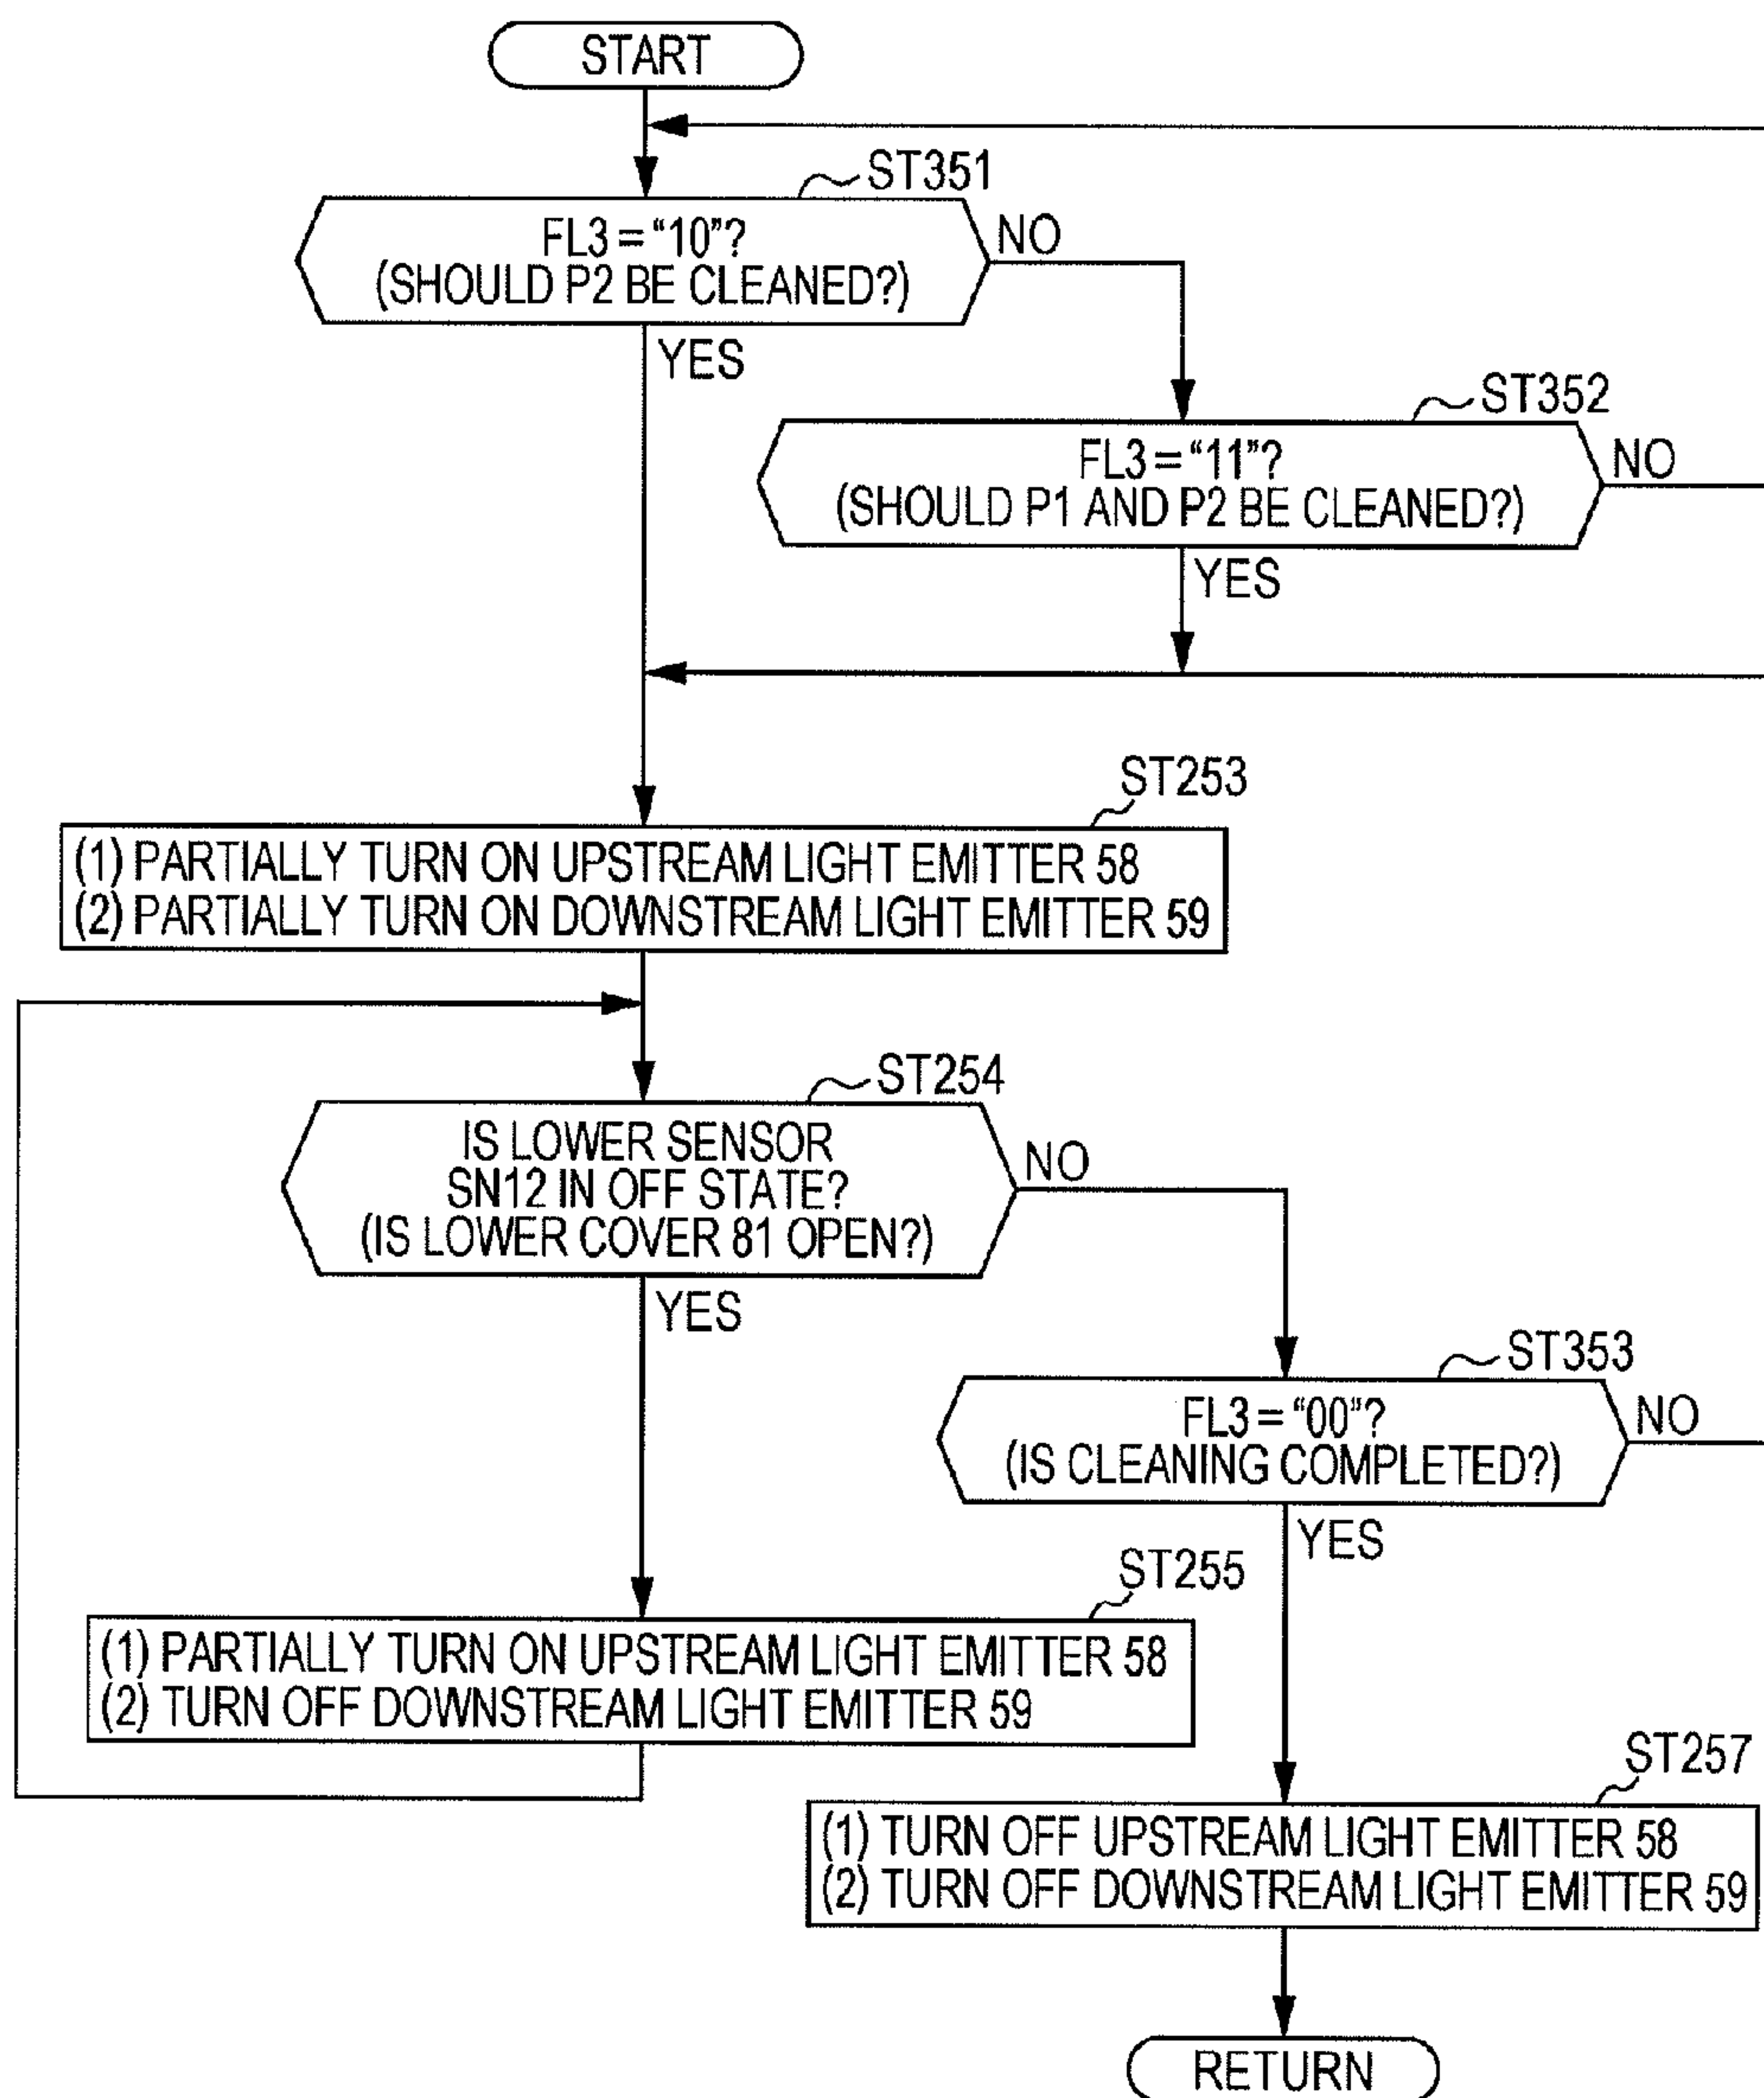 START
ST351
FL3 = “10”?
(SHOULD P2 BE CLEANED?)
NO
YES
ST352
FL3 = “11”?
(SHOULD P1 AND P2 BE CLEANED?)
NO
YES
ST253
(1) PARTIALLY TURN ON UPSTREAM LIGHT EMITTER 58
(2) PARTIALLY TURN ON DOWNSTREAM LIGHT EMITTER 59
ST254
IS LOWER SENSOR
SN12 IN OFF STATE?
(IS LOWER COVER 81 OPEN?)
NO
YES
ST353
FL3 = “00”?
(IS CLEANING COMPLETED?)
NO
YES
ST255
(1) PARTIALLY TURN ON UPSTREAM LIGHT EMITTER 58
(2) TURN OFF DOWNSTREAM LIGHT EMITTER 59
ST257
(1) TURN OFF UPSTREAM LIGHT EMITTER 58
(2) TURN OFF DOWNSTREAM LIGHT EMITTER 59
RETURN